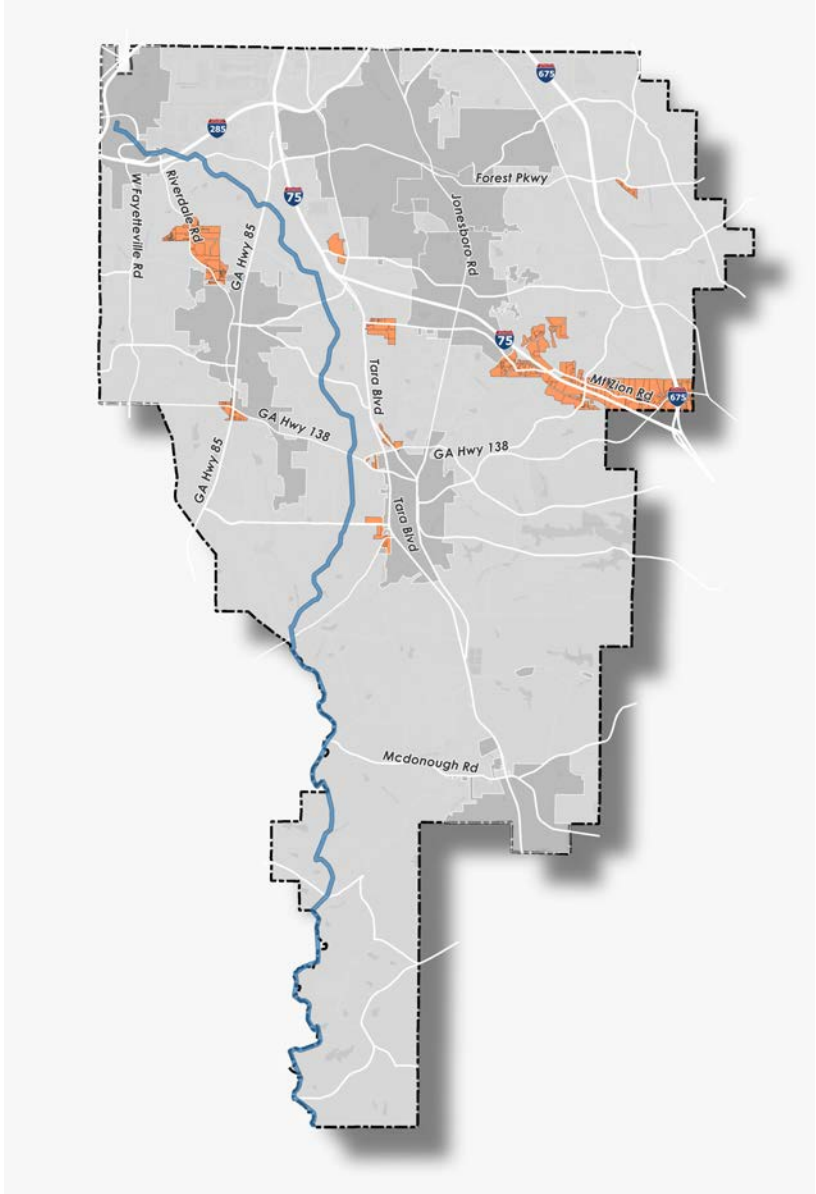 675
285
Forest Pkwy
Riverdale Rd
W Fayetteville Rd
75
Jonesboro Rd
GA Hwy 85
75
Tara Blvd
Mt Zion Rd
675
GA Hwy 138
GA Hwy 138
GA Hwy 85
Tara Blvd
Mcdonough Rd